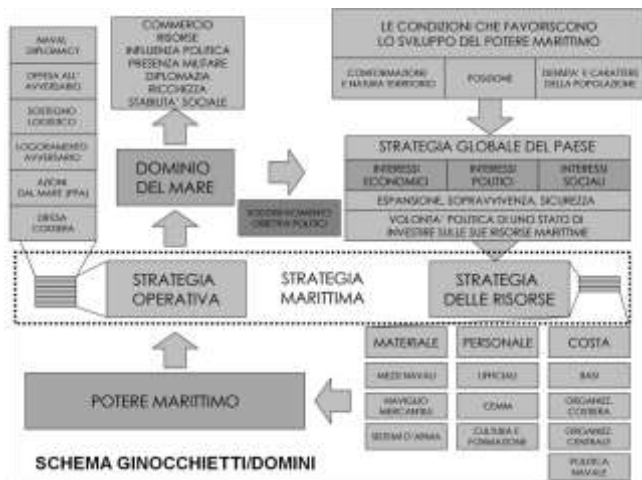 NAVAL
DIPLOMACY
OFFESA ALL'
AVVERSARIO
SOSTEGNO
LOGISTICO
LOGORAMENTO
AVVERSARIO
AZIONI
DAL MARE (PPA)
DIFESA
COSTIERA
COMMERCIO
RISORSE
INFLUENZA POLITICA
PRESENZA MILITARE
DIPLOMAZIA
RICCHEZZA
STABILITA' SOCIALE
DOMINIO
DEL MARE
OBIETTIVI POLITICI
LE CONDIZIONI CHE FAVORISCONO
LO SVILUPPO DEL POTERE MARITTIMO
CONFORMAZIONE
E NATURA TERRITORIO
POSIZIONE
DENSITA' E CARATTERE
DELLA POPOLAZIONE
STRATEGIA GLOBALE DEL PAESE
INTERESSI
ECONOMICI
INTERESSI
POLITICI
INTERESSI
SOCIALI
ESPANSIONE, SOPRAVVIVENZA, SICUREZZA
VOLONTA' POLITICA DI UNO STATO DI
INVESTIRE SULLE SUE RISORSE MARITTIME
STRATEGIA
OPERATIVA
STRATEGIA
MARITTIMA
STRATEGIA
DELLE RISORSE
MATERIALE
PERSONALE
COSTA
MEZZI NAVALI
UFFICIALI
BASI
NAVIGLIO
MERCANTILE
CEMM
ORGANIZ.
COSTIERA
SISTEMI D'ARMA
CULTURA E
FORMAZIONE
ORGANIZ.
CENTRALE
POLITICA
NAVALE
POTERE MARITTIMO
SCHEMA GINOCCHIETTI/DOMINI